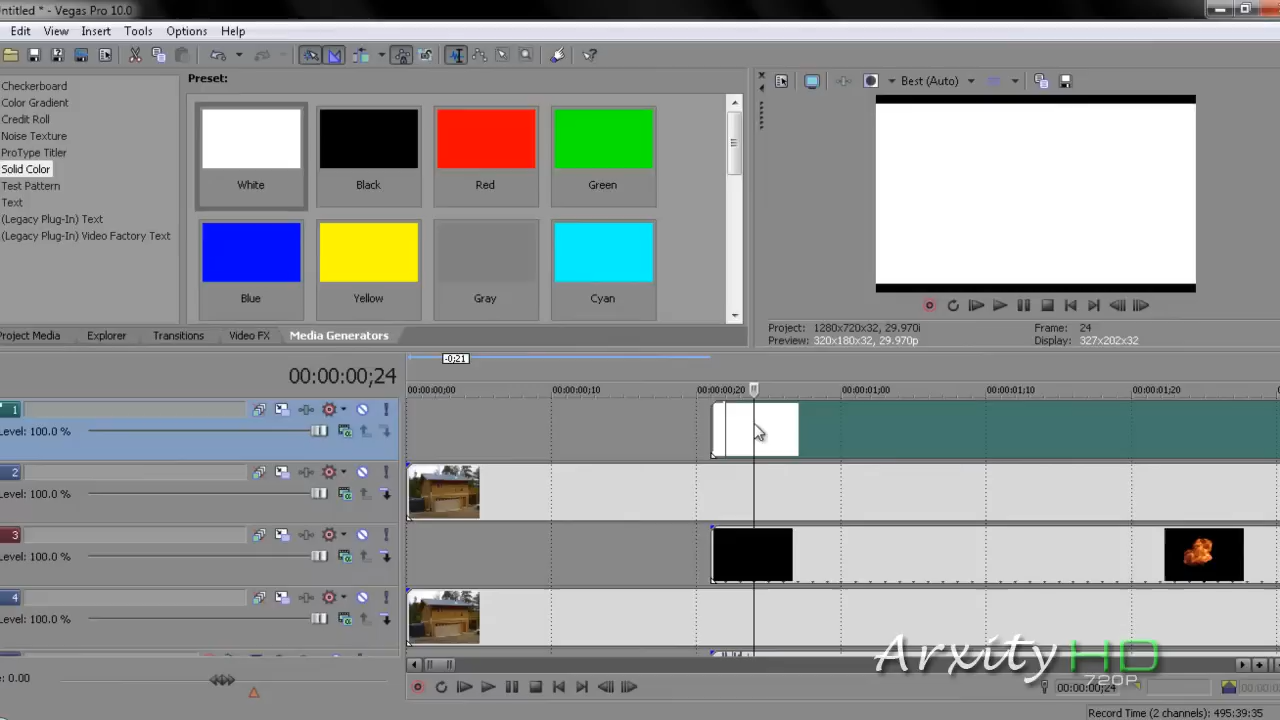 Untitled * - Vegas Pro 10.0
Edit View Insert Tools Options Help
Checkerboard
Color Gradient
Credit Roll
Noise Texture
ProType Titler
Solid Color
Test Pattern
Text
(Legacy Plug-In) Text
(Legacy Plug-In) Video Factory Text
Preset:
White Black Red Green
Blue Yellow Gray Cyan
Best (Auto)
Project: 1280x720x32, 29.970i Frame: 24
Preview: 320x180x32, 29.970p Display: 327x202x32
Project Media Explorer Transitions Video FX Media Generators
-0;21
00:00:00;24
00:00:00;00 00:00:00;10 00:00:00;20 00:00:01;00 00:00:01;10 00:00:01;20
1
Level: 100.0 %
2
Level: 100.0 %
3
Level: 100.0 %
4
Level: 100.0 %
Arxity HD
720P
e: 0.00
00:00:00;24
Record Time (2 channels): 495:39:35